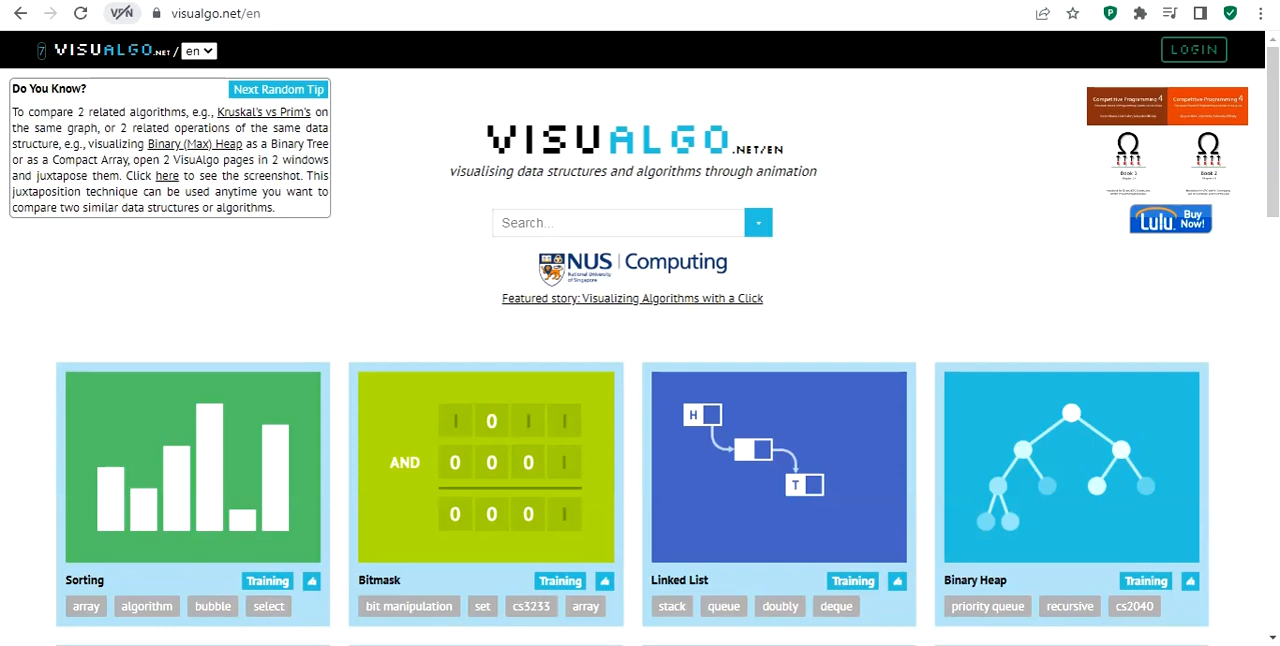 VPN
visualgo.net/en
7 VISUALGO.NET / en
LOGIN
Do You Know?
Next Random Tip
To compare 2 related algorithms, e.g., Kruskal's vs Prim's on
the same graph, or 2 related operations of the same data
structure, e.g., visualizing Binary (Max) Heap as a Binary Tree
or as a Compact Array, open 2 VisuAlgo pages in 2 windows
and juxtapose them. Click here to see the screenshot. This
juxtaposition technique can be used anytime you want to
compare two similar data structures or algorithms.
VISUALGO.NET/EN
visualising data structures and algorithms through animation
Search...
NUS Computing
National University
of Singapore
Featured story: Visualizing Algorithms with a Click
Competitive Programming 4
Competitive Programming 4
Book 1
Book 2
Lulu Buy
Now!
1 0 1 1
AND 0 0 0 1
0 0 0 1
H
T
Sorting
Training
array algorithm bubble select
Bitmask
Training
bit manipulation set cs3233 array
Linked List
Training
stack queue doubly deque
Binary Heap
Training
priority queue recursive cs2040